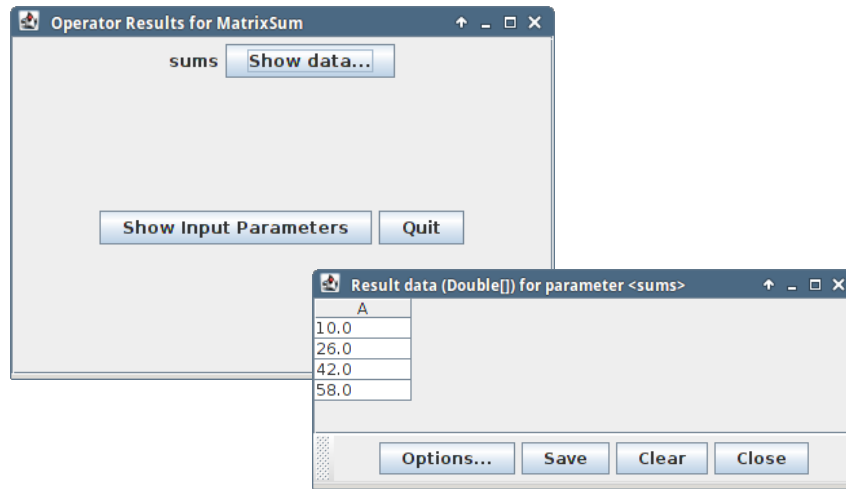 Operator Results for MatrixSum
sums Show data...
Show Input Parameters Quit
Result data (Double[]) for parameter <sums>
A
10.0
26.0
42.0
58.0
Options... Save Clear Close